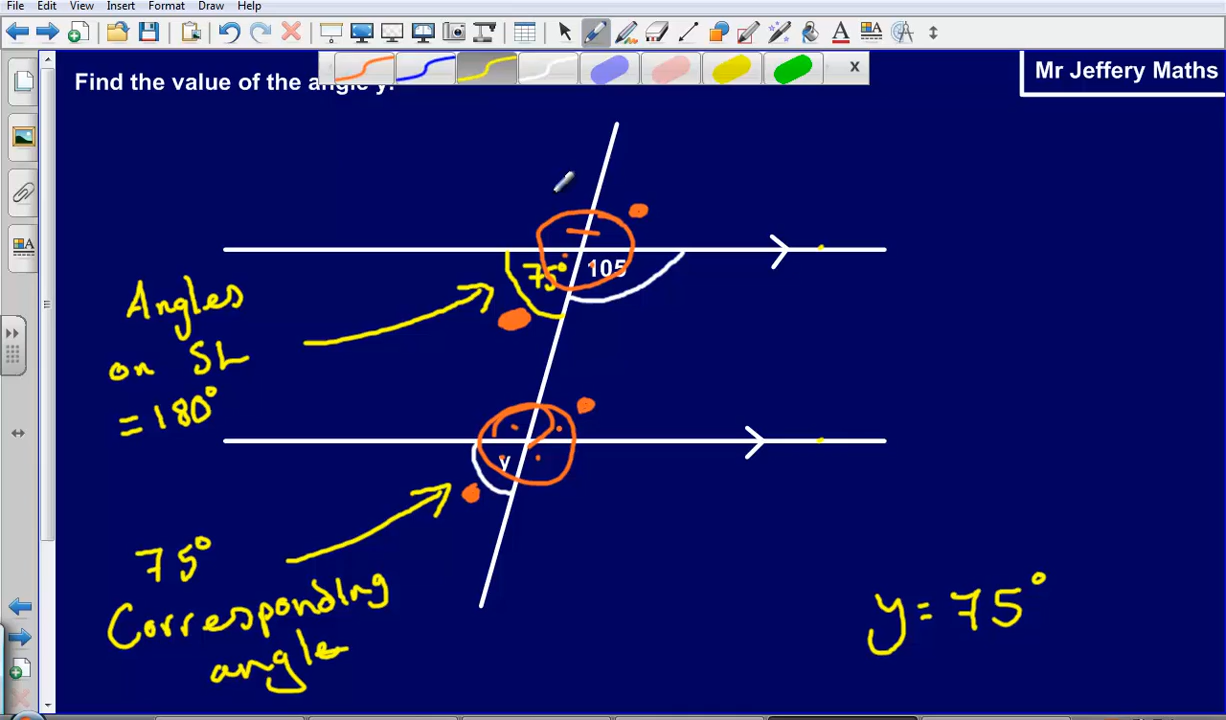 File Edit View Insert Format Draw Help
Find the value of the angle y.
Mr Jeffery Maths
x
75°
105
Angles
on SL
= 180°
y
75°
Corresponding
angle
y = 75°